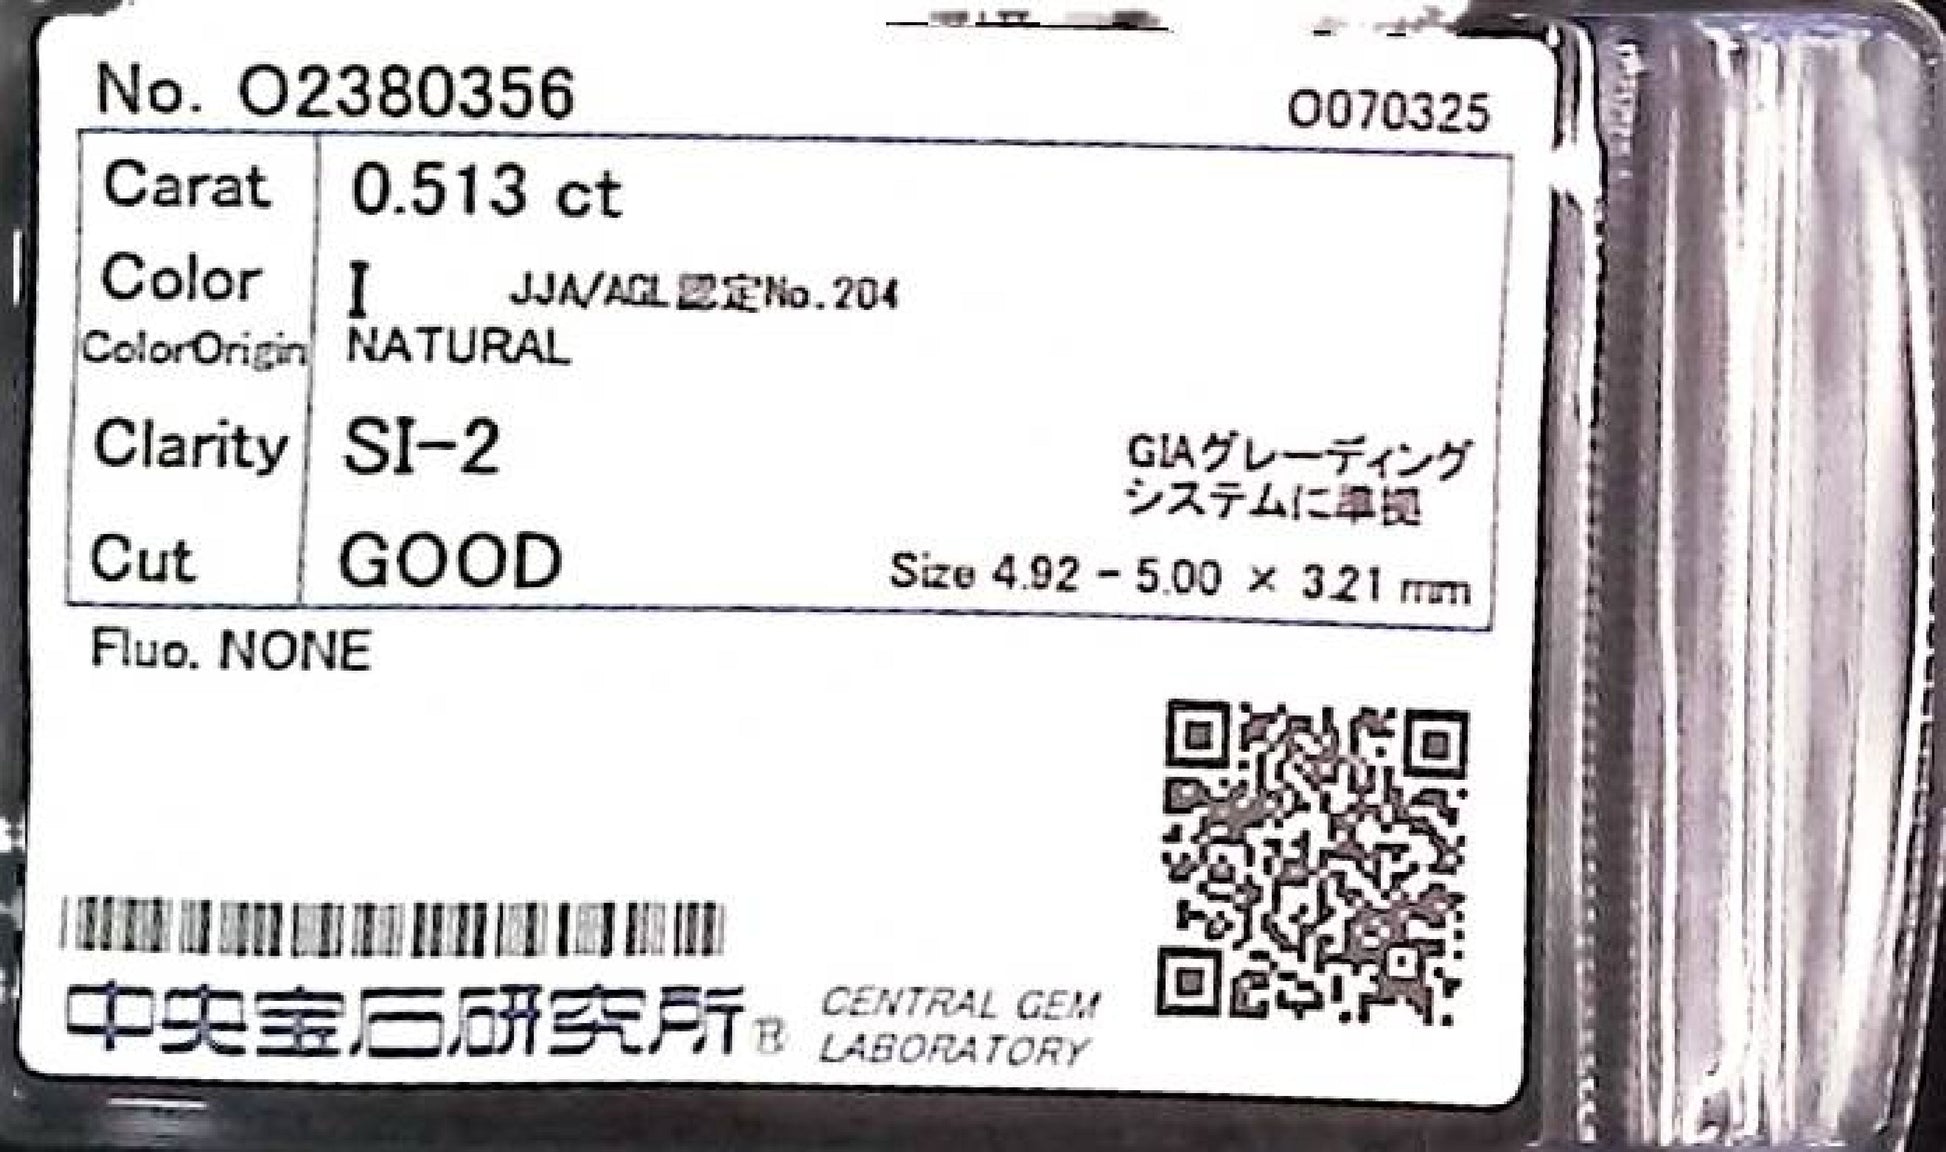 No. O2380356
O070325
Carat 0.513 ct
Color I JJA/AGL認定No.204
ColorOrigin NATURAL
Clarity SI-2
GIAグレーディング
システムに準拠
Cut GOOD
Size 4.92 - 5.00 × 3.21 mm
Fluo. NONE
中央宝石研究所® CENTRAL GEM
LABORATORY